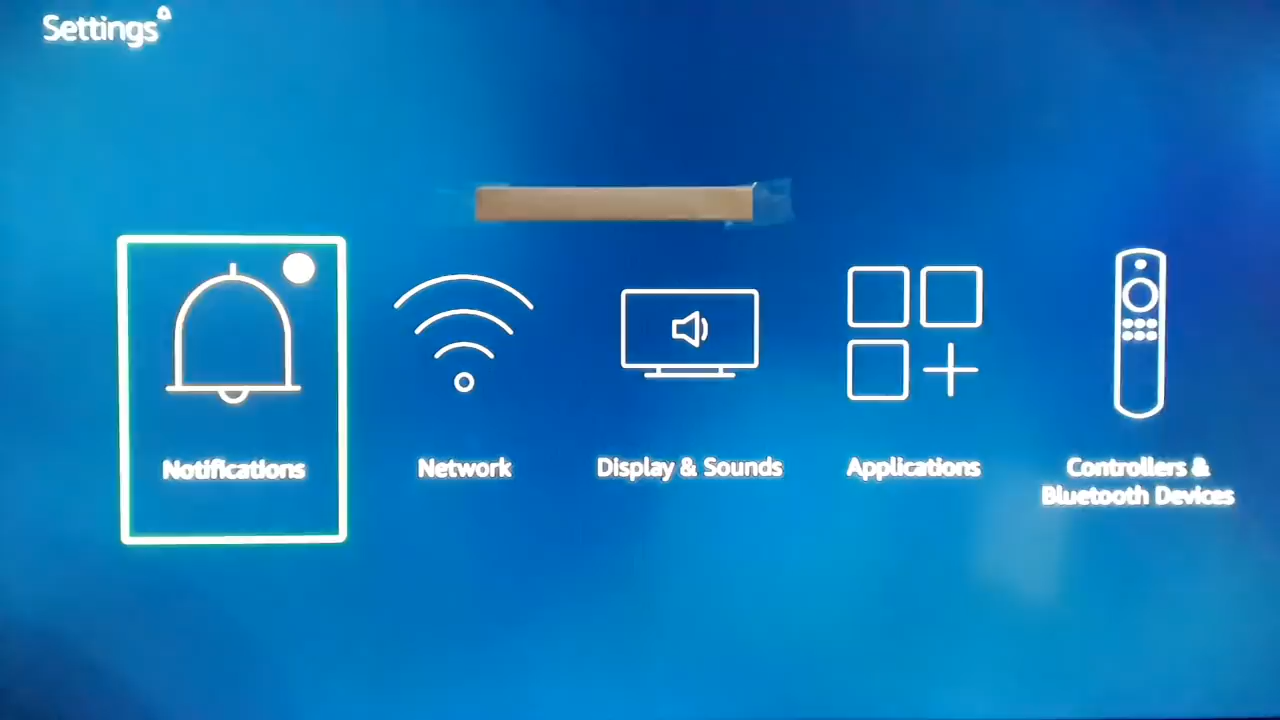 Settings
Notifications
Network
Display & Sounds
Applications
Controllers &
Bluetooth Devices